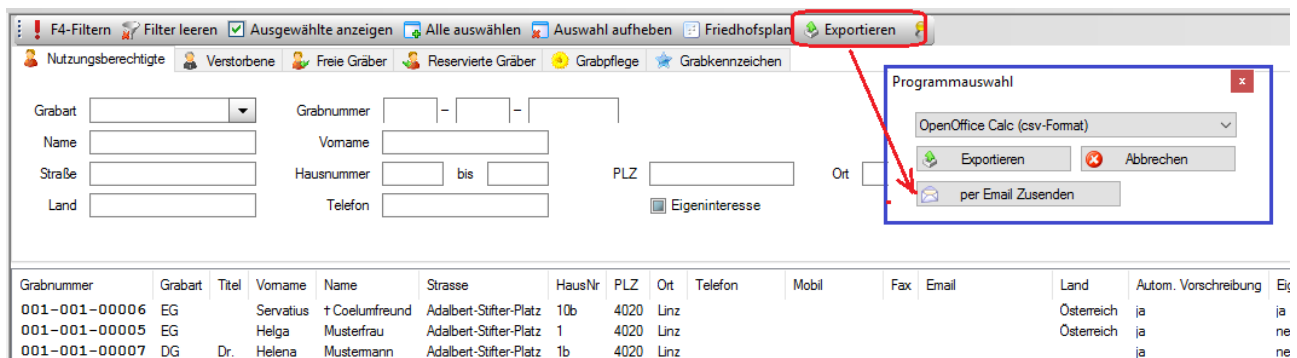 F4-Filtern Filter leeren Ausgewählte anzeigen Alle auswählen Auswahl aufheben Friedhofsplan Exportieren
Nutzungsberechtigte Verstorbene Freie Gräber Reservierte Gräber Grabpflege Grabkennzeichen
Programmauswahl
Grabart Grabnummer - -
OpenOffice Calc (csv-Format)
Name Vorname
Exportieren Abbrechen
Straße Hausnummer bis PLZ Ort
per Email Zusenden
Land Telefon Eigeninteresse
Grabnummer Grabart Titel Vorname Name Strasse HausNr PLZ Ort Telefon Mobil Fax Email Land Autom. Vorschreibung
001-001-00006 EG Servatius † Coelumfreund Adalbert-Stifter-Platz 10b 4020 Linz Österreich ja ja
001-001-00005 EG Helga Musterfrau Adalbert-Stifter-Platz 1 4020 Linz Österreich ja ne
001-001-00007 DG Dr. Helena Mustermann Adalbert-Stifter-Platz 1b 4020 Linz ja ne